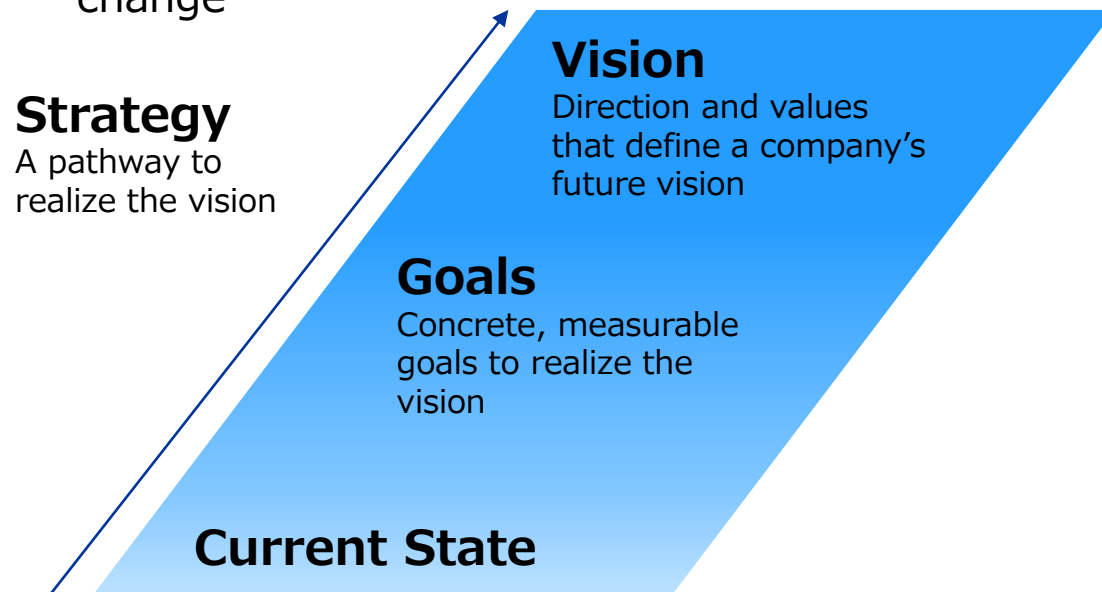 change
Strategy
A pathway to
realize the vision
Vision
Direction and values
that define a company’s
future vision
Goals
Concrete, measurable
goals to realize the
vision
Current State